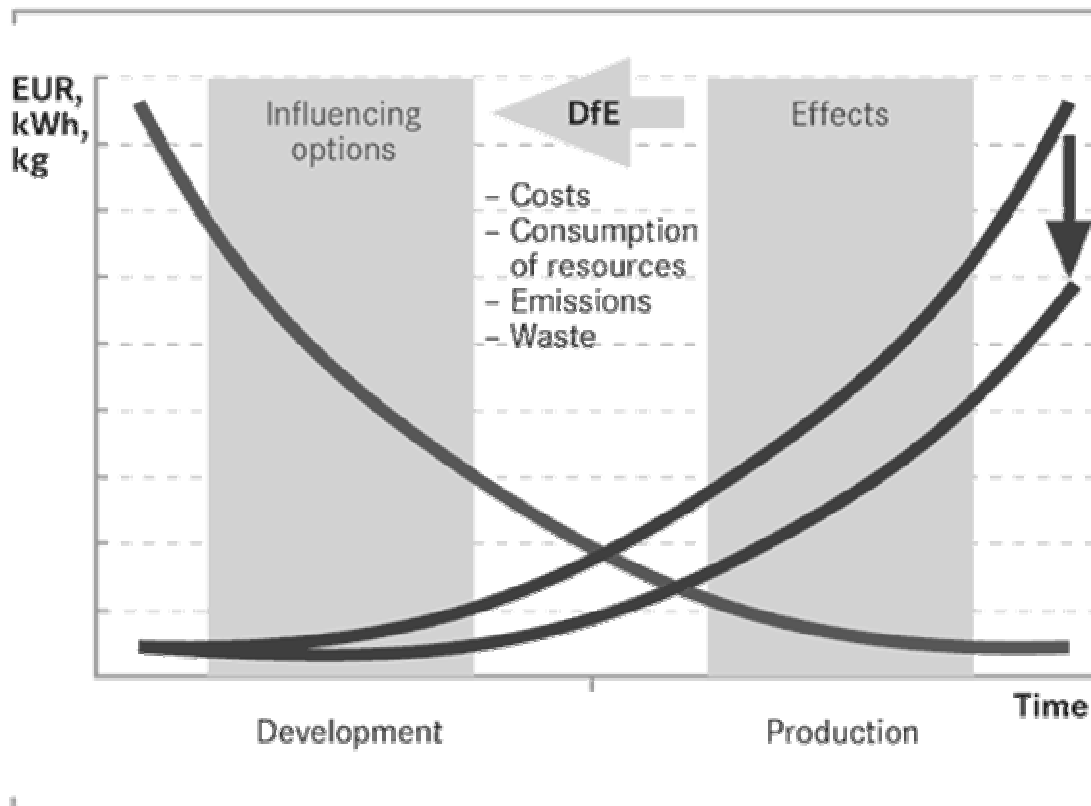 EUR,
kWh,
kg
Influencing
options
DfE
Effects
– Costs
– Consumption
of resources
– Emissions
– Waste
Time
Development
Production